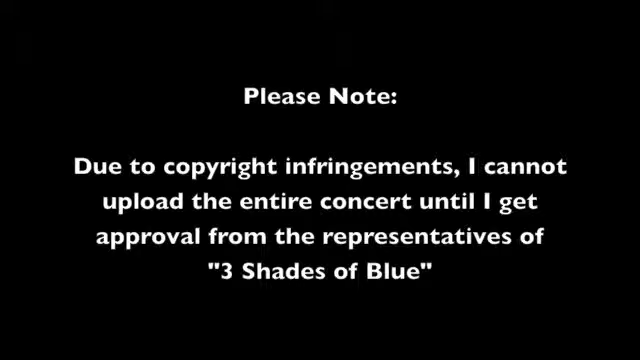 Please Note:
Due to copyright infringements, I cannot
upload the entire concert until I get
approval from the representatives of
"3 Shades of Blue"